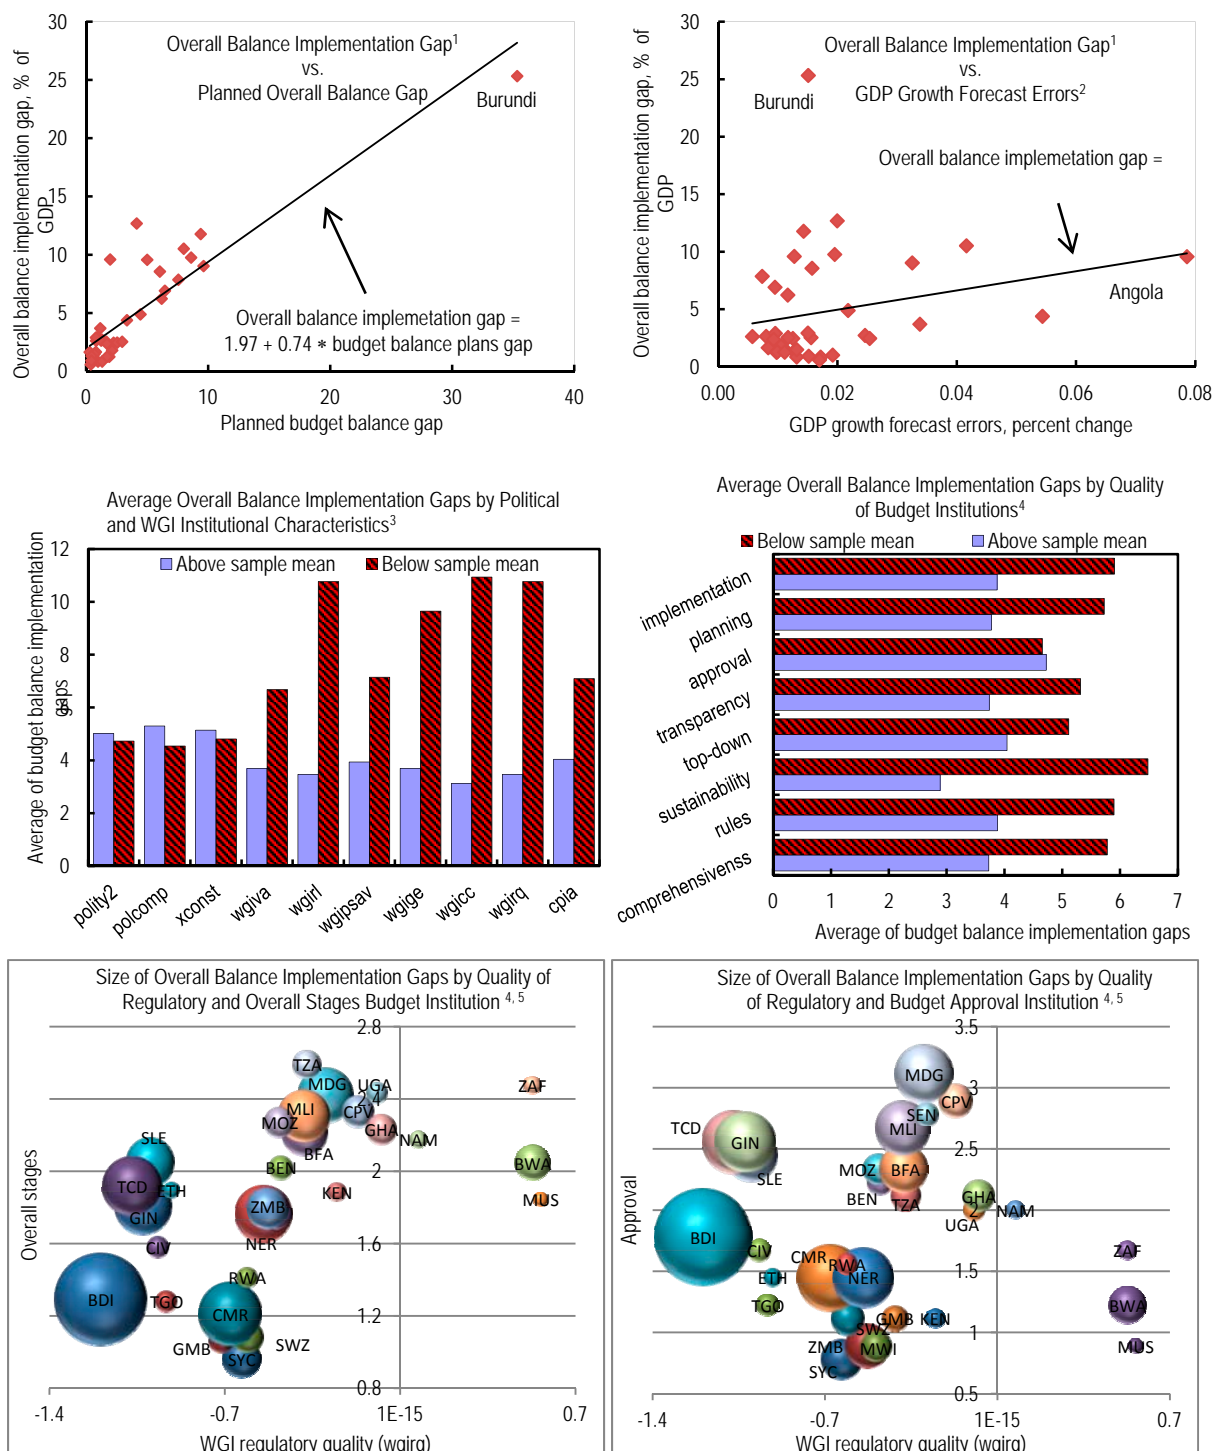 Overall balance implementation gap, % of
GDP
30
25
20
15
10
5
0
Overall Balance Implementation Gap1
vs.
Planned Overall Balance Gap
Burundi
Overall balance implemetation gap =
1.97 + 0.74 * budget balance plans gap
0 10 20 30 40
Planned budget balance gap
Overall balance implementation gap, % of
GDP
30
25
20
15
10
5
0
Overall Balance Implementation Gap1
vs.
GDP Growth Forecast Errors2
Burundi
Overall balance implemetation gap =
Angola
0.00 0.02 0.04 0.06 0.08
GDP growth forecast errors, percent change
Average Overall Balance Implementation Gaps by Political
and WGI Institutional Characteristics3
Average of budget balance implementation
gaps
12
10
8
6
4
2
0
Above sample mean Below sample mean
polity2 polcomp xconst wgiva wgirl wgipsav wgige wgicc wgirq cpia
Average Overall Balance Implementation Gaps by Quality
of Budget Institutions4
Below sample mean Above sample mean
implementation
planning
approval
transparency
top-down
sustainability
rules
comprehensivenss
0 1 2 3 4 5 6 7
Average of budget balance implementation gaps
Size of Overall Balance Implementation Gaps by Quality of
Regulatory and Overall Stages Budget Institution 4, 5
Overall stages
2.8
2.4
2
1.6
1.2
0.8
TZA
MDG
UGA
ZAF
MLI
CPV
MOZ
GHA
NAM
SLE
BFA
BEN
BWA
TCD
ETH
KEN
MUS
GIN
ZMB
CIV
NER
RWA
BDI
TGO
CMR
GMB
SWZ
SYC
-1.4 -0.7 1E-15 0.7
WGI regulatory quality (wgirq)
Size of Overall Balance Implementation Gaps by Quality
of Regulatory and Budget Approval Institution 4, 5
Approval
3.5
3
2.5
2
1.5
1
0.5
MDG
CPV
SEN
TCD
MLI
GIN
SLE
MOZ
BFA
BEN
TZA
GHA
NAM
UGA
BDI
CIV
CMR
RWA
ZAF
ETH
NER
TGO
BWA
GMB
KEN
SWZ
ZMB
MWI
MUS
SYC
-1.4 -0.7 1E-15 0.7
WGI regulatory quality (wgirq)